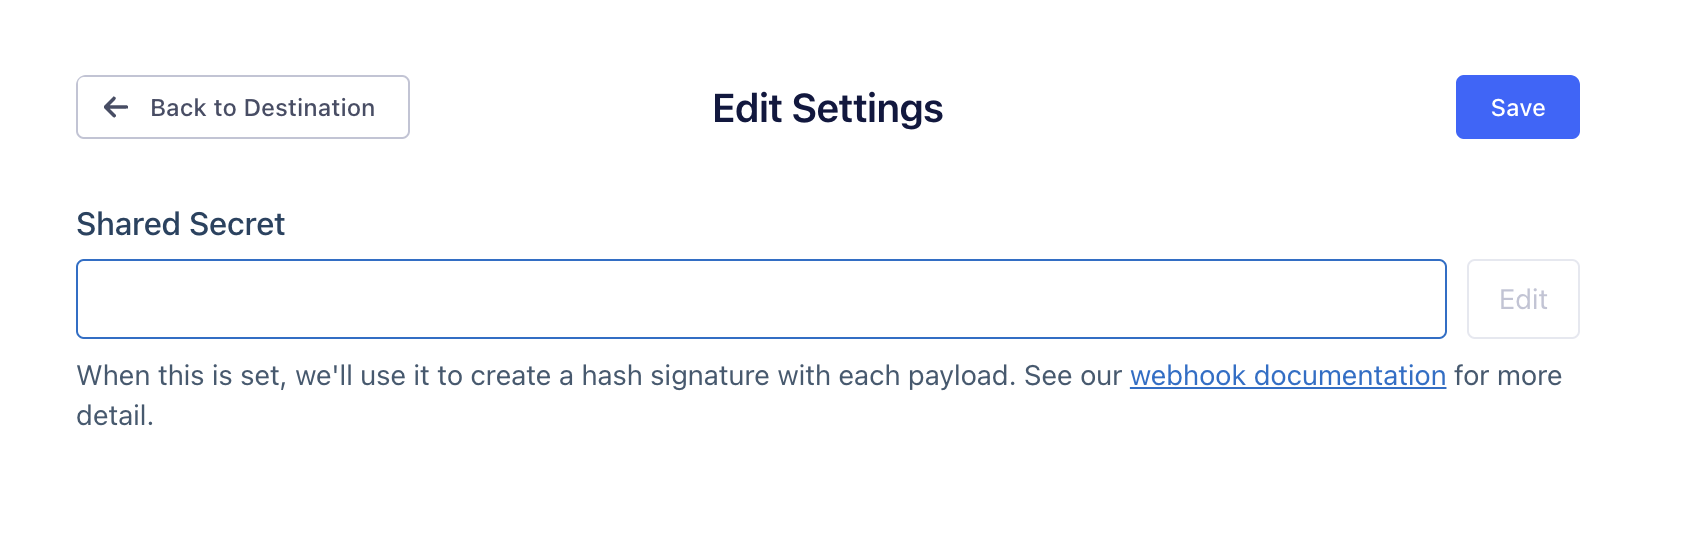 Back to Destination
Edit Settings
Save
Shared Secret
Edit
When this is set, we'll use it to create a hash signature with each payload. See our webhook documentation for more
detail.